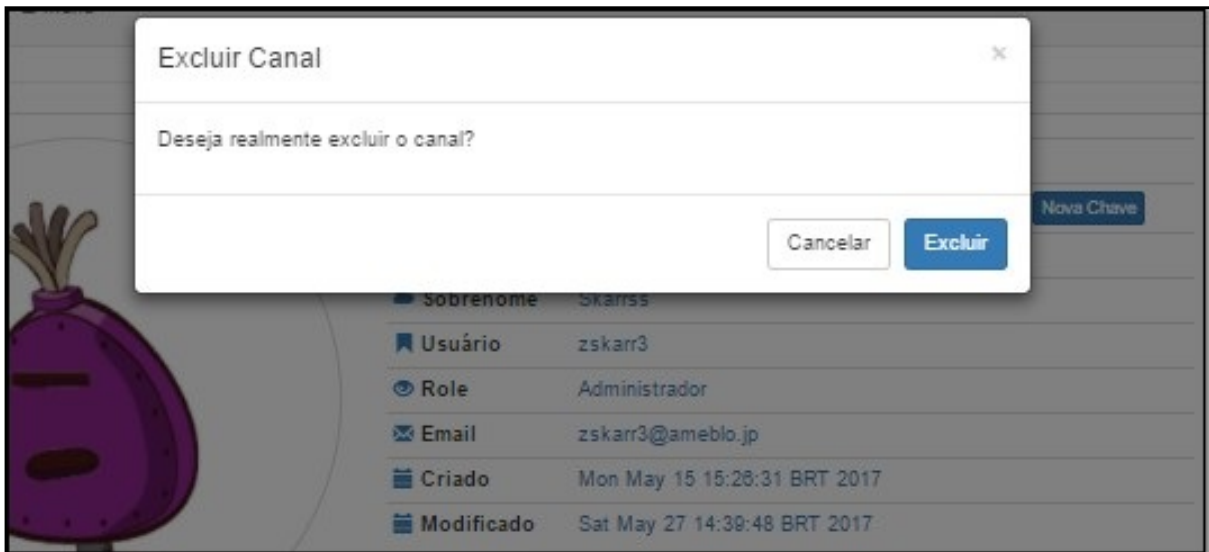 Excluir Canal ×
Deseja realmente excluir o canal?
Cancelar Excluir
Nova Chave
Sobrenome Skarrss
Usuário zskarr3
Role Administrador
Email zskarr3@ameblo.jp
Criado Mon May 15 15:26:31 BRT 2017
Modificado Sat May 27 14:39:48 BRT 2017